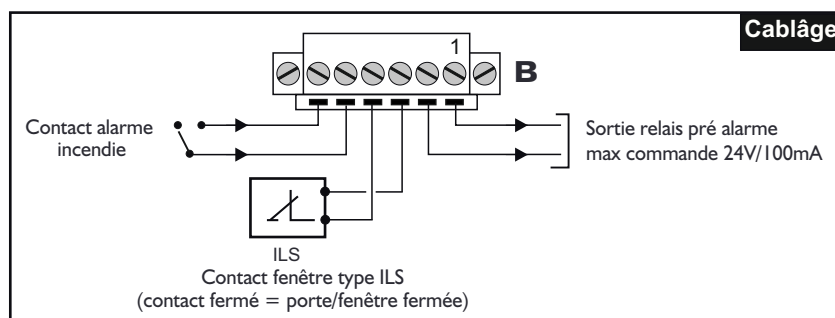 Cablâge
1
B
Contact alarme
incendie
Sortie relais pré alarme
max commande 24V/100mA
ILS
Contact fenêtre type ILS
(contact fermé = porte/fenêtre fermée)